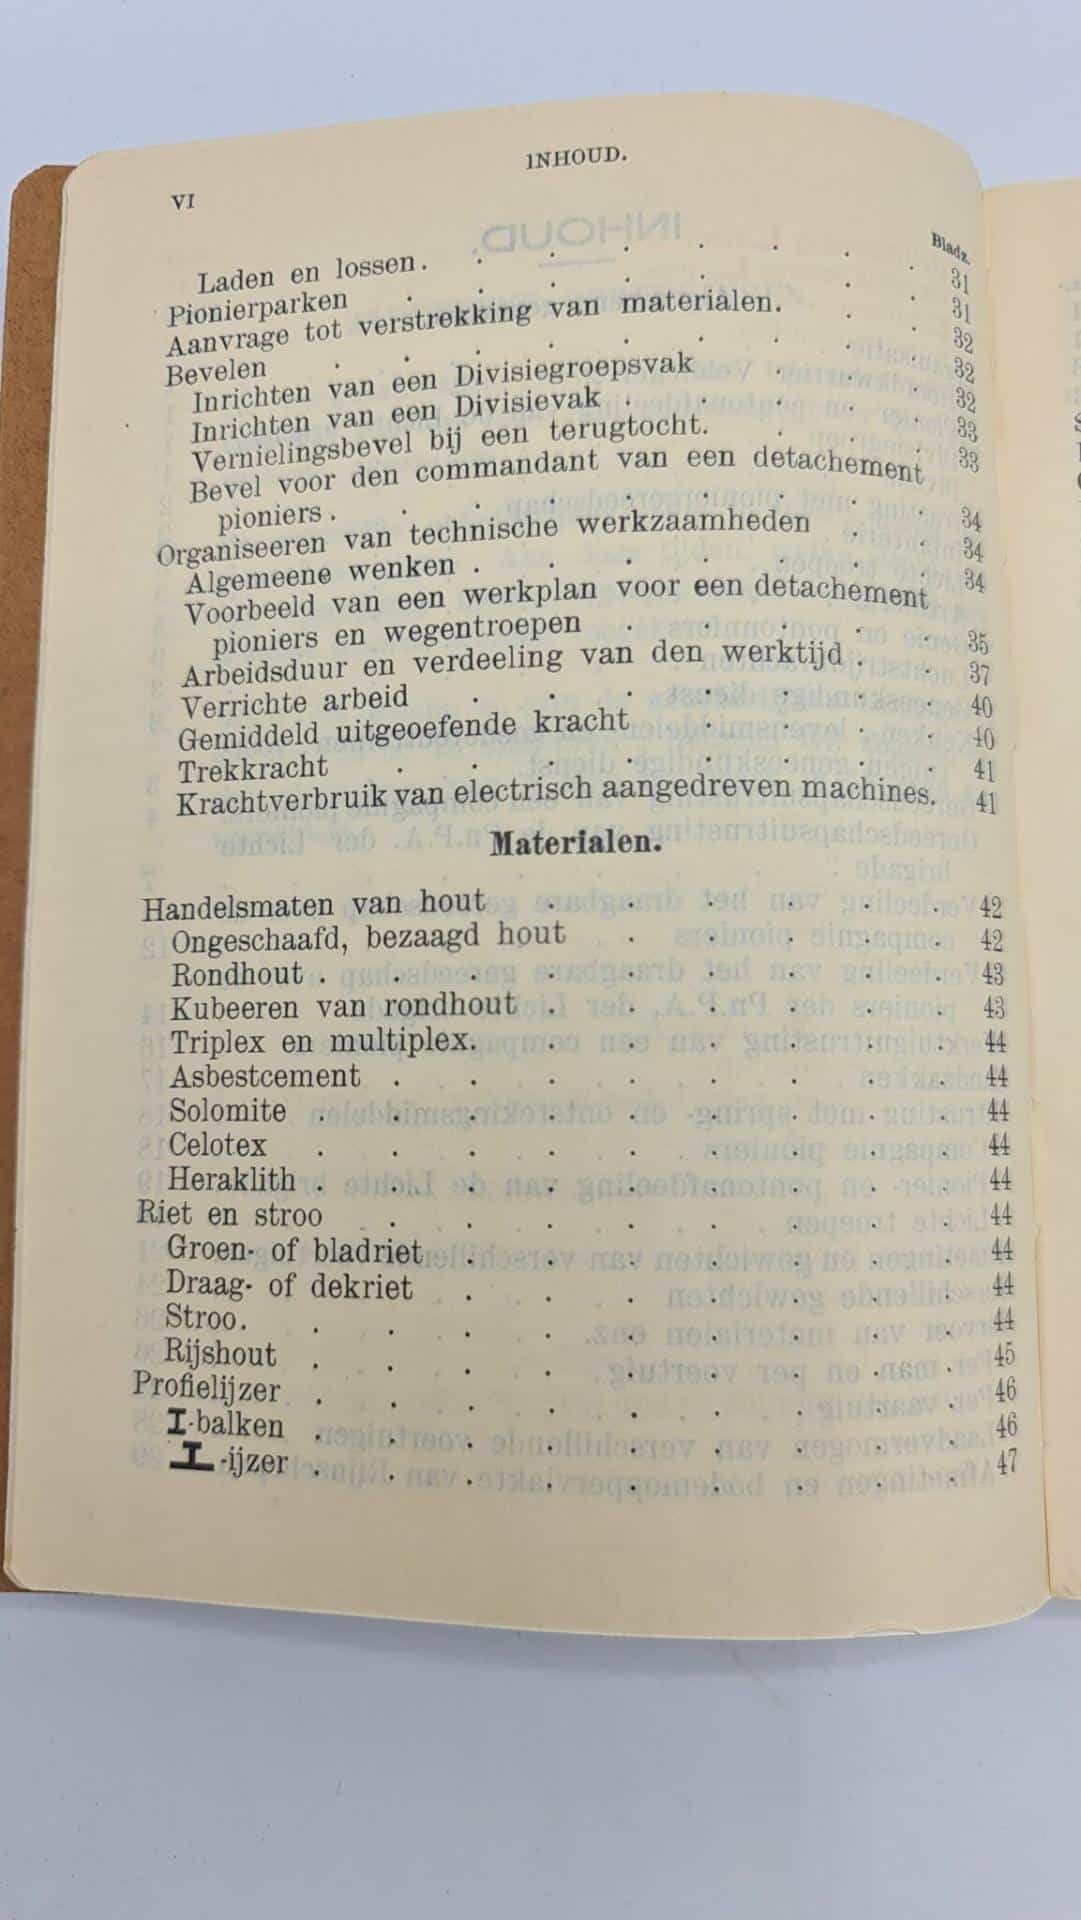 INHOUD.
VI
Bladz.
Laden en lossen. . . . . . . . 31
Pionierparken . . . . . . . . 31
Aanvrage tot verstrekking van materialen. . . 32
Bevelen . . . . . . . . . 32
Inrichten van een Divisiegroepsvak . . . 32
Inrichten van een Divisievak . . . . . 33
Vernielingsbevel bij een terugtocht. . . . 33
Bevel voor den commandant van een detachement
pioniers . . . . . . . . . 34
Organiseeren van technische werkzaamheden . . 34
Algemeene wenken . . . . . . . 34
Voorbeeld van een werkplan voor een detachement
pioniers en wegentroepen . . . . . 35
Arbeidsduur en verdeeling van den werktijd . . 37
Verrichte arbeid . . . . . . . 40
Gemiddeld uitgeoefende kracht . . . . 40
Trekkracht . . . . . . . . 41
Krachtverbruik van electrisch aangedreven machines. 41
Materialen.
Handelsmaten van hout . . . . . . 42
Ongeschaafd, bezaagd hout . . . . . 42
Rondhout . . . . . . . . . 43
Kubeeren van rondhout . . . . . . 43
Triplex en multiplex. . . . . . . 44
Asbestcement . . . . . . . . 44
Solomite . . . . . . . . . 44
Celotex . . . . . . . . . 44
Heraklith . . . . . . . . . 44
Riet en stroo . . . . . . . . 44
Groen- of bladriet . . . . . . . 44
Draag- of dekriet . . . . . . . 44
Stroo. . . . . . . . . . 44
Rijshout . . . . . . . . . 45
Profielijzer . . . . . . . . . 46
I-balken . . . . . . . . . 46
⊥-ijzer . . . . . . . . . 47